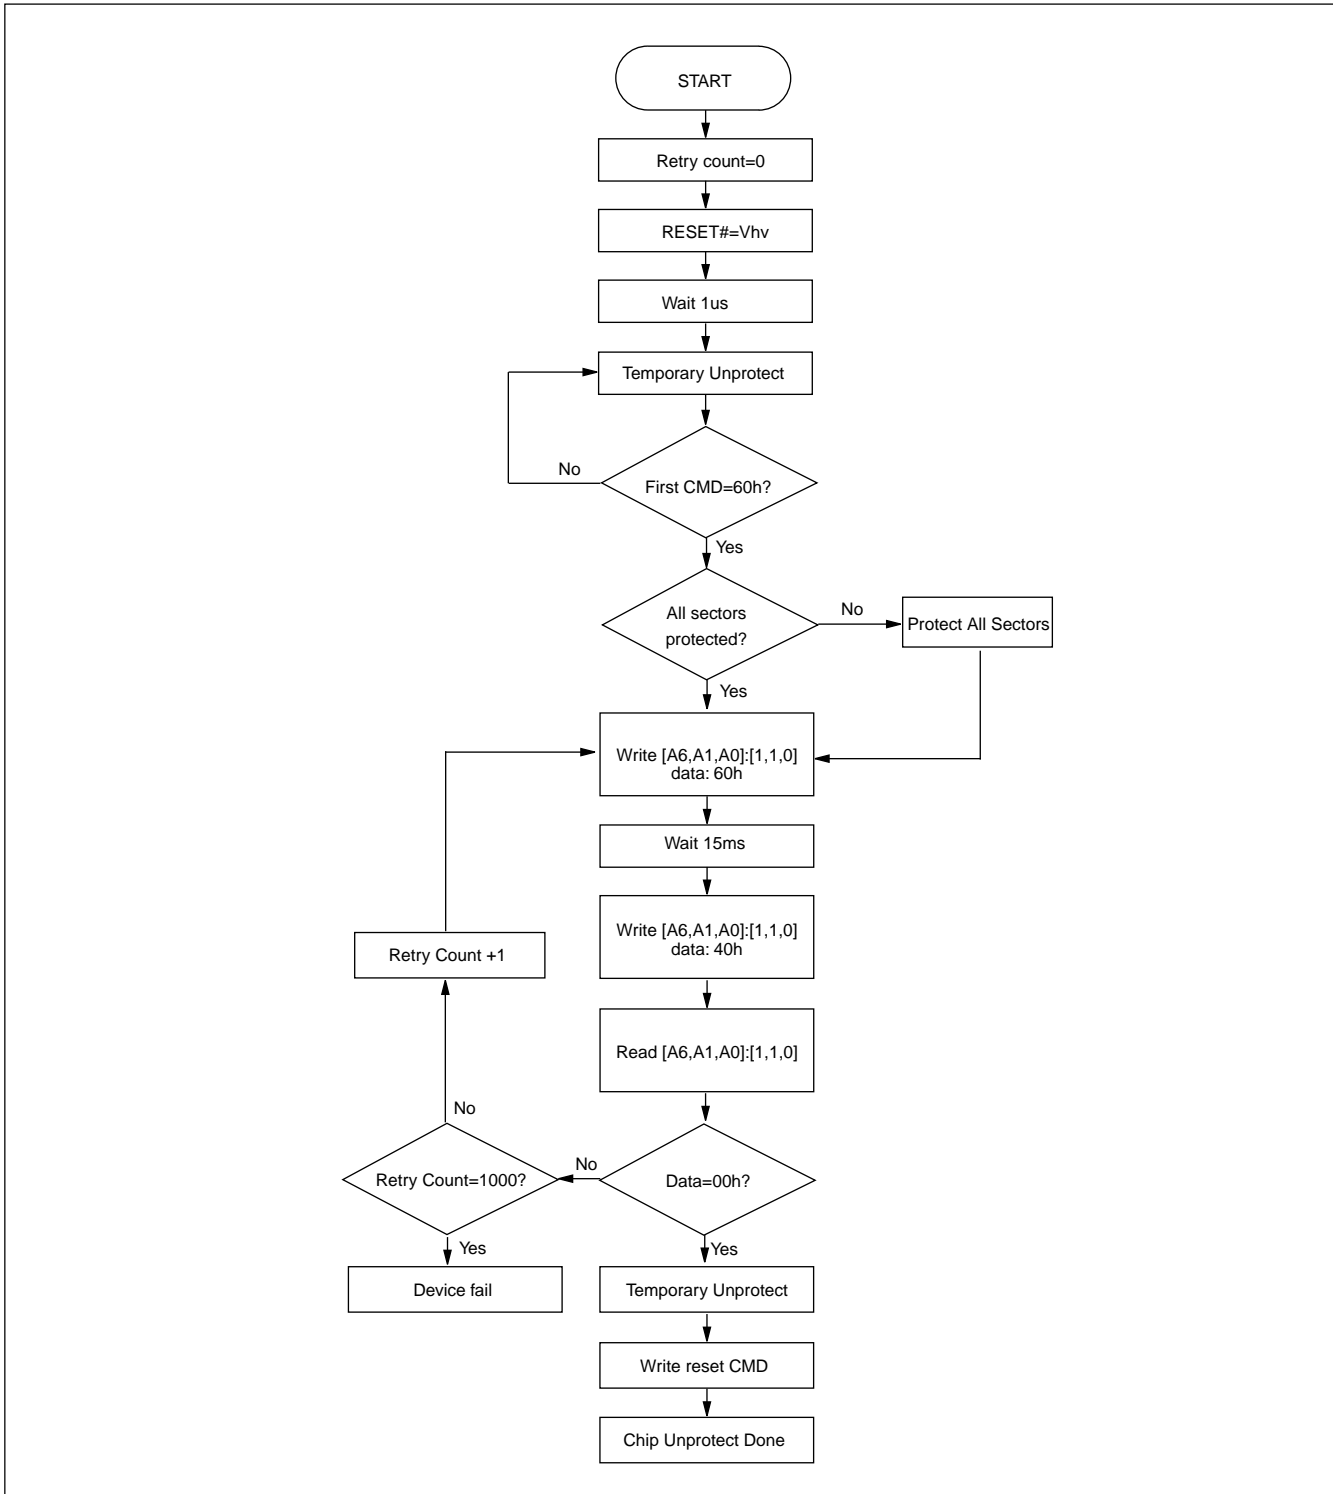 START
Retry count=0
RESET#=Vhv
Wait 1us
Temporary Unprotect
No
First CMD=60h?
Yes
All sectors
protected?
No
Protect All Sectors
Yes
Write [A6,A1,A0]:[1,1,0]
data: 60h
Wait 15ms
Write [A6,A1,A0]:[1,1,0]
data: 40h
Retry Count +1
Read [A6,A1,A0]:[1,1,0]
No
Retry Count=1000?
No
Data=00h?
Yes
Yes
Device fail
Temporary Unprotect
Write reset CMD
Chip Unprotect Done